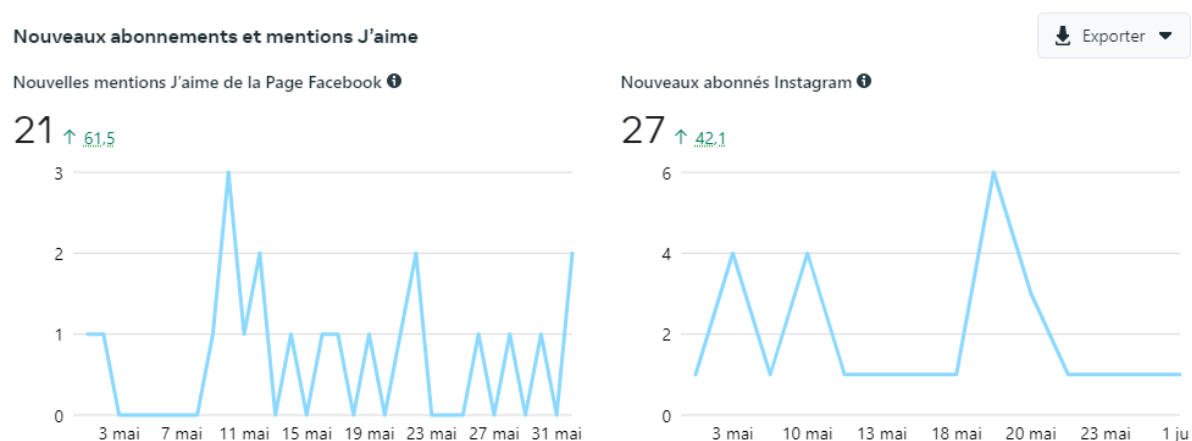 Nouveaux abonnements et mentions J’aime
Exporter
Nouvelles mentions J’aime de la Page Facebook
21 ↑ 61,5
3
2
1
0
3 mai 7 mai 11 mai 15 mai 19 mai 23 mai 27 mai 31 mai
Nouveaux abonnés Instagram
27 ↑ 42,1
6
4
2
0
3 mai 10 mai 13 mai 18 mai 20 mai 23 mai 1 ju